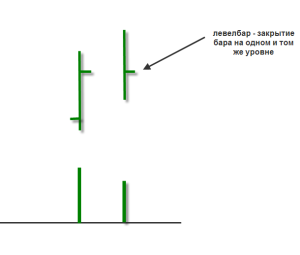 левелбар - закрытие
бара на одном и том
же уровне